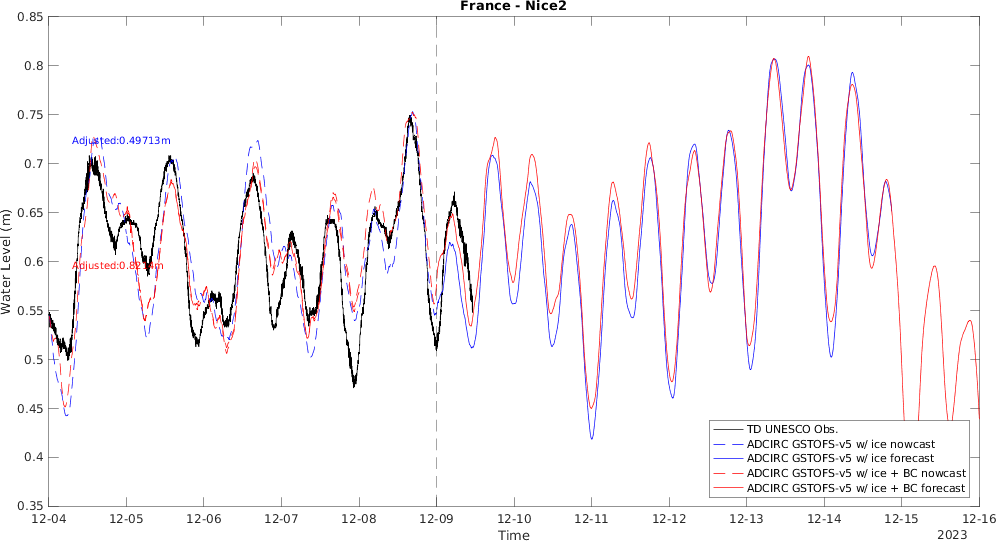 France - Nice2
0.85
0.8
0.75
0.7
0.65
0.6
0.55
0.5
0.45
0.4
0.35
Water Level (m)
Adjusted:0.49713m
TD UNESCO Obs.
ADCIRC GSTOFS-v5 w/ ice nowcast
ADCIRC GSTOFS-v5 w/ ice forecast
ADCIRC GSTOFS-v5 w/ ice + BC nowcast
ADCIRC GSTOFS-v5 w/ ice + BC forecast
12-04 12-05 12-06 12-07 12-08 12-09 12-10 12-11 12-12 12-13 12-14 12-15 12-16
Time
2023